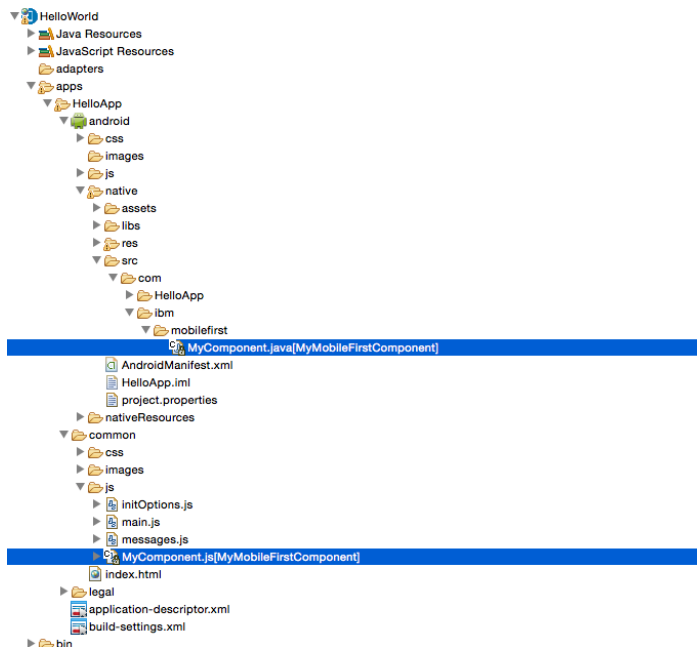 HelloWorld
Java Resources
JavaScript Resources
adapters
apps
HelloApp
android
css
images
js
native
assets
libs
res
src
com
HelloApp
ibm
mobilefirst
MyComponent.java[MyMobileFirstComponent]
AndroidManifest.xml
HelloApp.iml
project.properties
nativeResources
common
css
images
js
initOptions.js
main.js
messages.js
MyComponent.js[MyMobileFirstComponent]
index.html
legal
application-descriptor.xml
build-settings.xml
bin